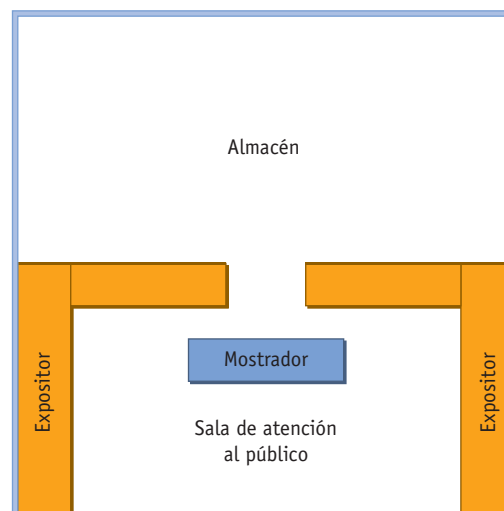 Almacén
Expositor
Mostrador
Expositor
Sala de atención
al público